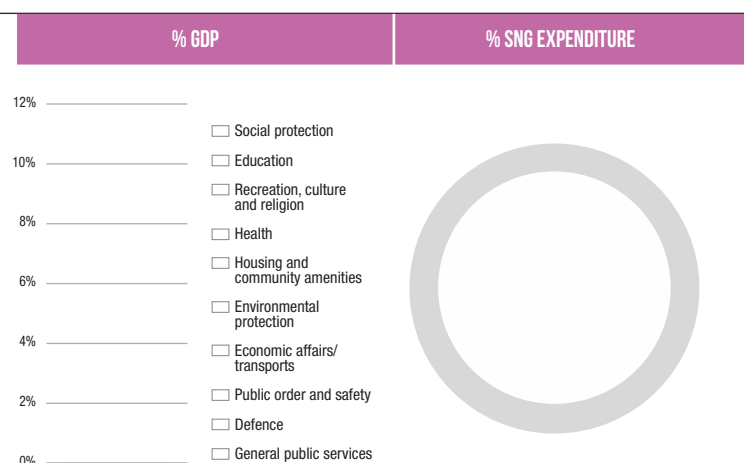 % GDP
% SNG EXPENDITURE
12%
10%
8%
6%
4%
2%
0%
Social protection
Education
Recreation, culture
and religion
Health
Housing and
community amenities
Environmental
protection
Economic affairs/
transports
Public order and safety
Defence
General public services